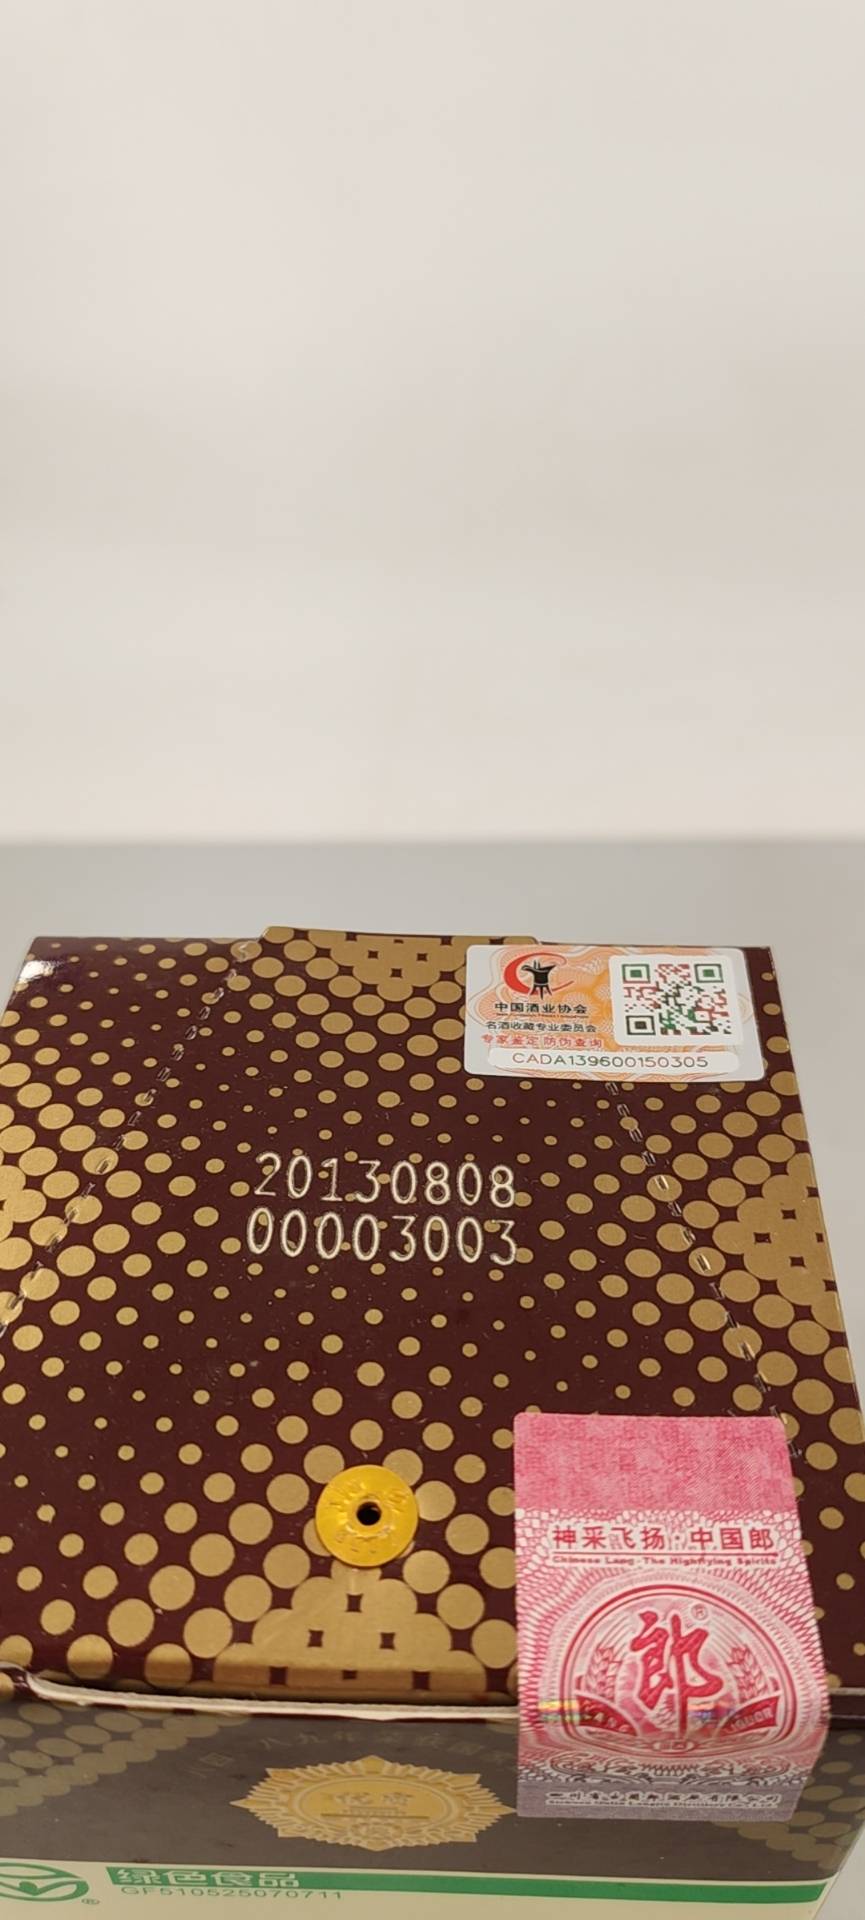 中国酒业协会
名酒收藏专业委员会
专家鉴定 防伪查询
CADA139600150305
20130808
00003003
神采飞扬·中国郎
Chinese Lang·The Highflying Spirits
郎®
LIQUOR
绿色食品
®
GF510525070711